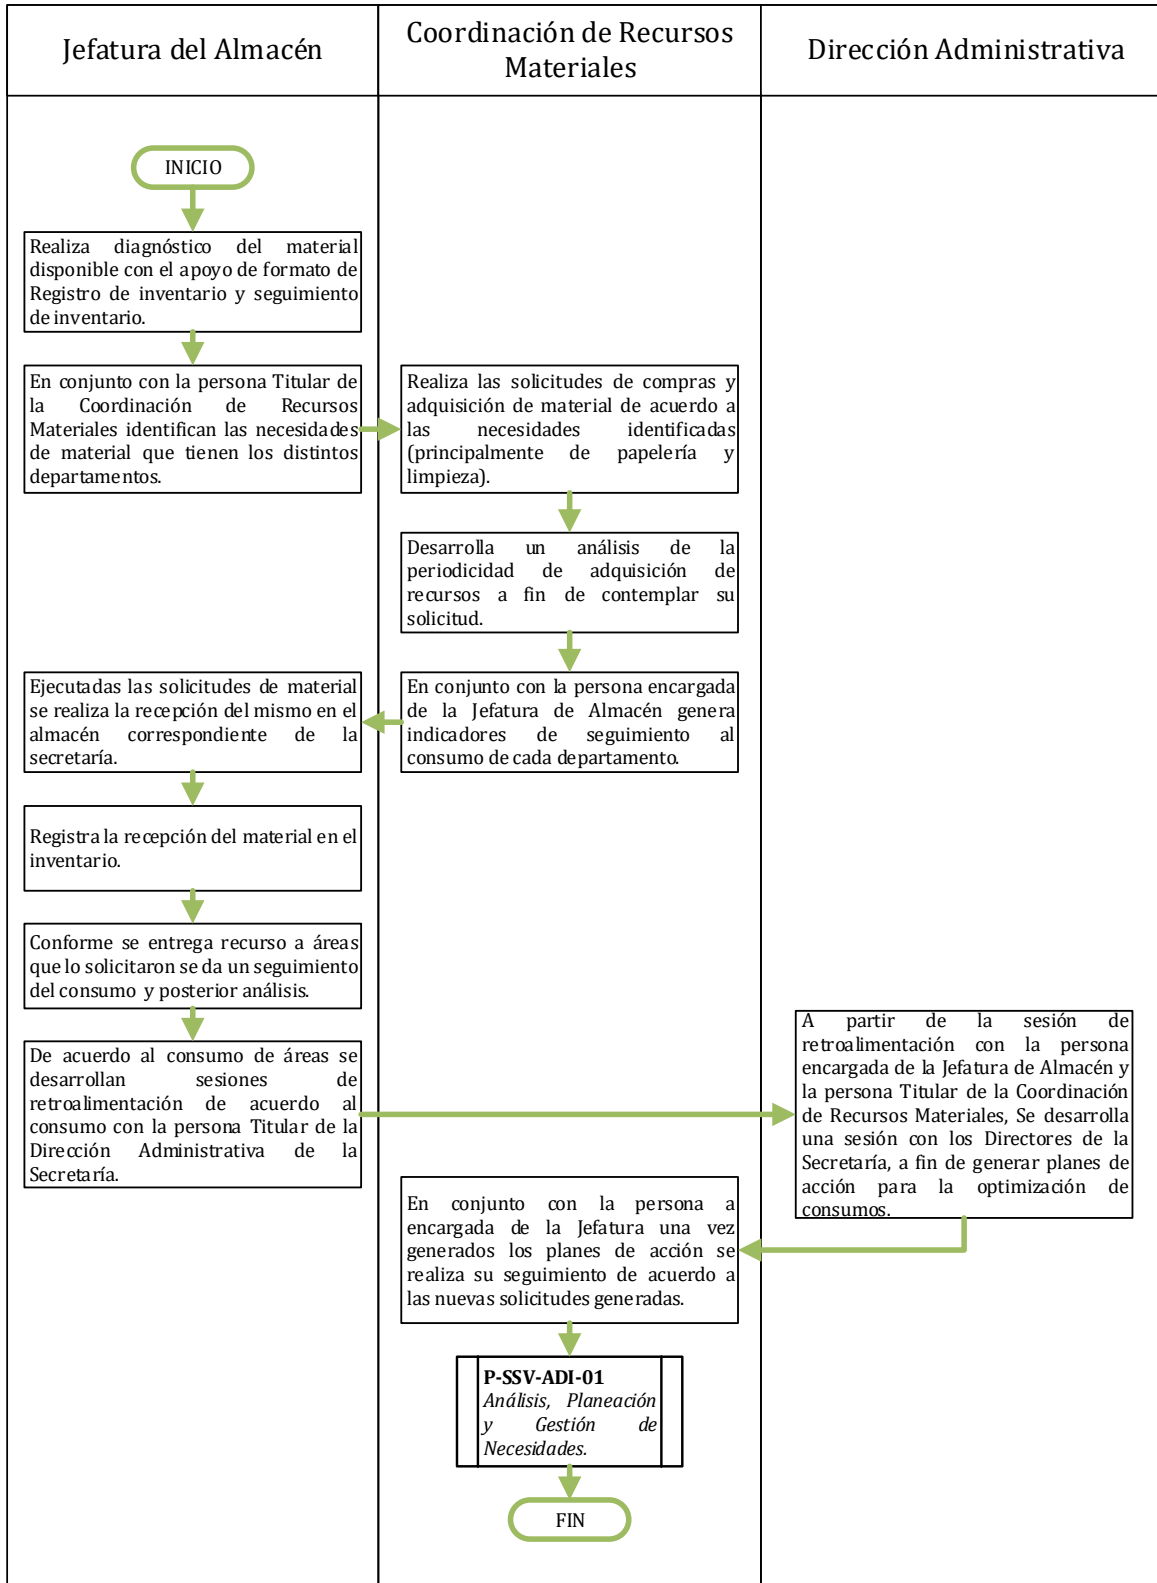 Jefatura del Almacén
Coordinación de Recursos
Materiales
Dirección Administrativa
INICIO
Realiza diagnóstico del material
disponible con el apoyo de formato de
Registro de inventario y seguimiento
de inventario.
En conjunto con la persona Titular de
la Coordinación de Recursos
Materiales identifican las necesidades
de material que tienen los distintos
departamentos.
Realiza las solicitudes de compras y
adquisición de material de acuerdo a
las necesidades identificadas
(principalmente de papelería y
limpieza).
Desarrolla un análisis de la
periodicidad de adquisición de
recursos a fin de contemplar su
solicitud.
En conjunto con la persona encargada
de la Jefatura de Almacén genera
indicadores de seguimiento al
consumo de cada departamento.
Ejecutadas las solicitudes de material
se realiza la recepción del mismo en el
almacén correspondiente de la
secretaría.
Registra la recepción del material en el
inventario.
Conforme se entrega recurso a áreas
que lo solicitaron se da un seguimiento
del consumo y posterior análisis.
De acuerdo al consumo de áreas se
desarrollan sesiones de
retroalimentación de acuerdo al
consumo con la persona Titular de la
Dirección Administrativa de la
Secretaría.
A partir de la sesión de
retroalimentación con la persona
encargada de la Jefatura de Almacén y
la persona Titular de la Coordinación
de Recursos Materiales, Se desarrolla
una sesión con los Directores de la
Secretaría, a fin de generar planes de
acción para la optimización de
consumos.
En conjunto con la persona a
encargada de la Jefatura una vez
generados los planes de acción se
realiza su seguimiento de acuerdo a
las nuevas solicitudes generadas.
P-SSV-ADI-01
Análisis, Planeación
y Gestión de
Necesidades.
FIN